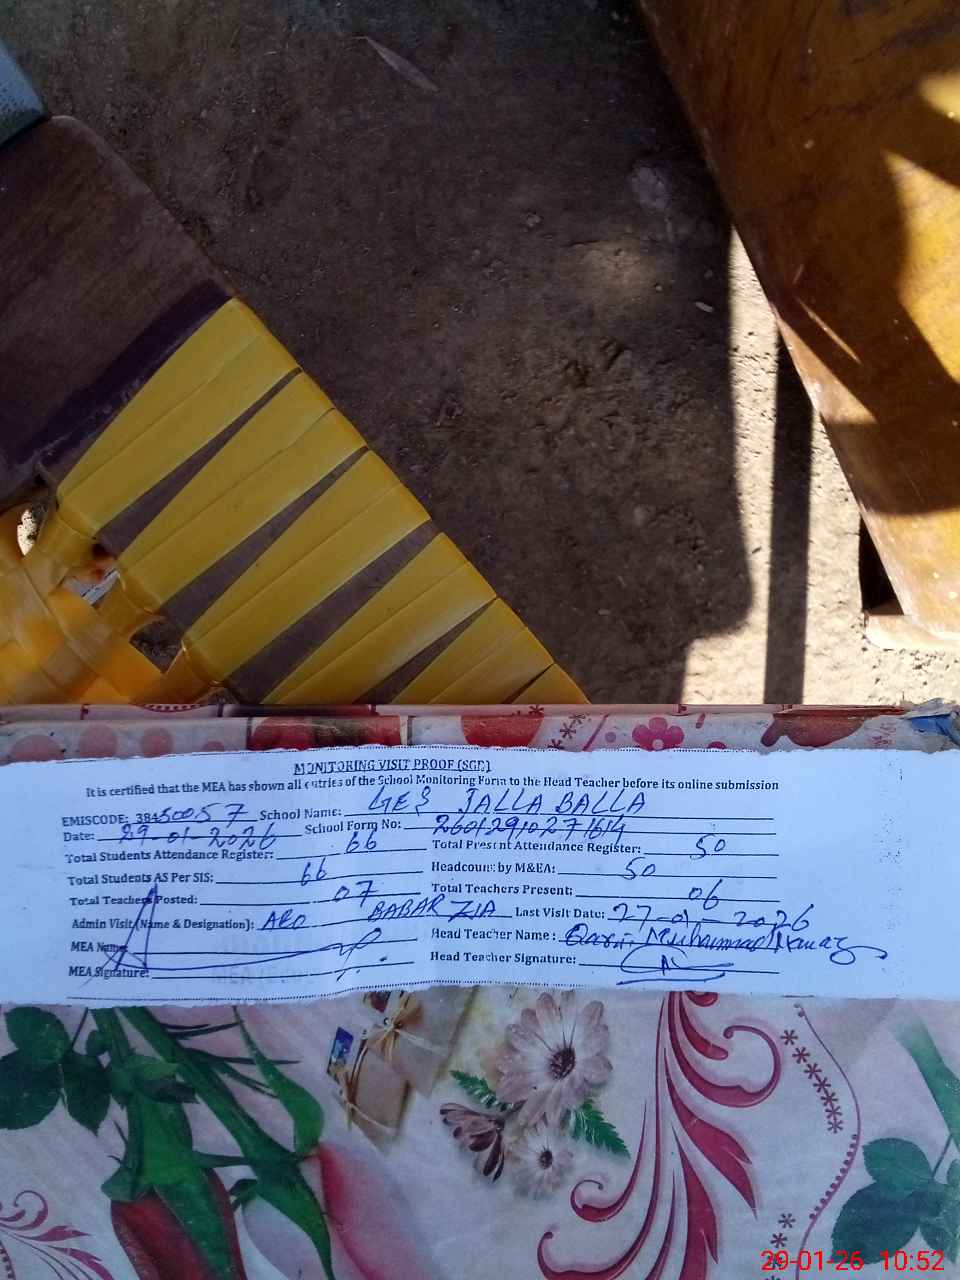 MONITORING VISIT PROOF (SGD)
It is certified that the MEA has shown all entries of the School Monitoring Form to the Head Teacher before its online submission
EMISCODE: 38450057 School Name: GES JALLA BALLA
Date: 29-01-2026 School Form No: 26012910271614
Total Students Attendance Register: 66 Total Present Attendance Register: 50
Total Students AS Per SIS: 66 Headcount by M&EA: 50
Total Teachers Posted: 07 Total Teachers Present: 06
Admin Visit (Name & Designation): AEO BABAR ZIA Last Visit Date: 27-01-2026
MEA Name: Head Teacher Name: Qari Muhammad Nawaz
MEA Signature: Head Teacher Signature:
29-01-26 10:52